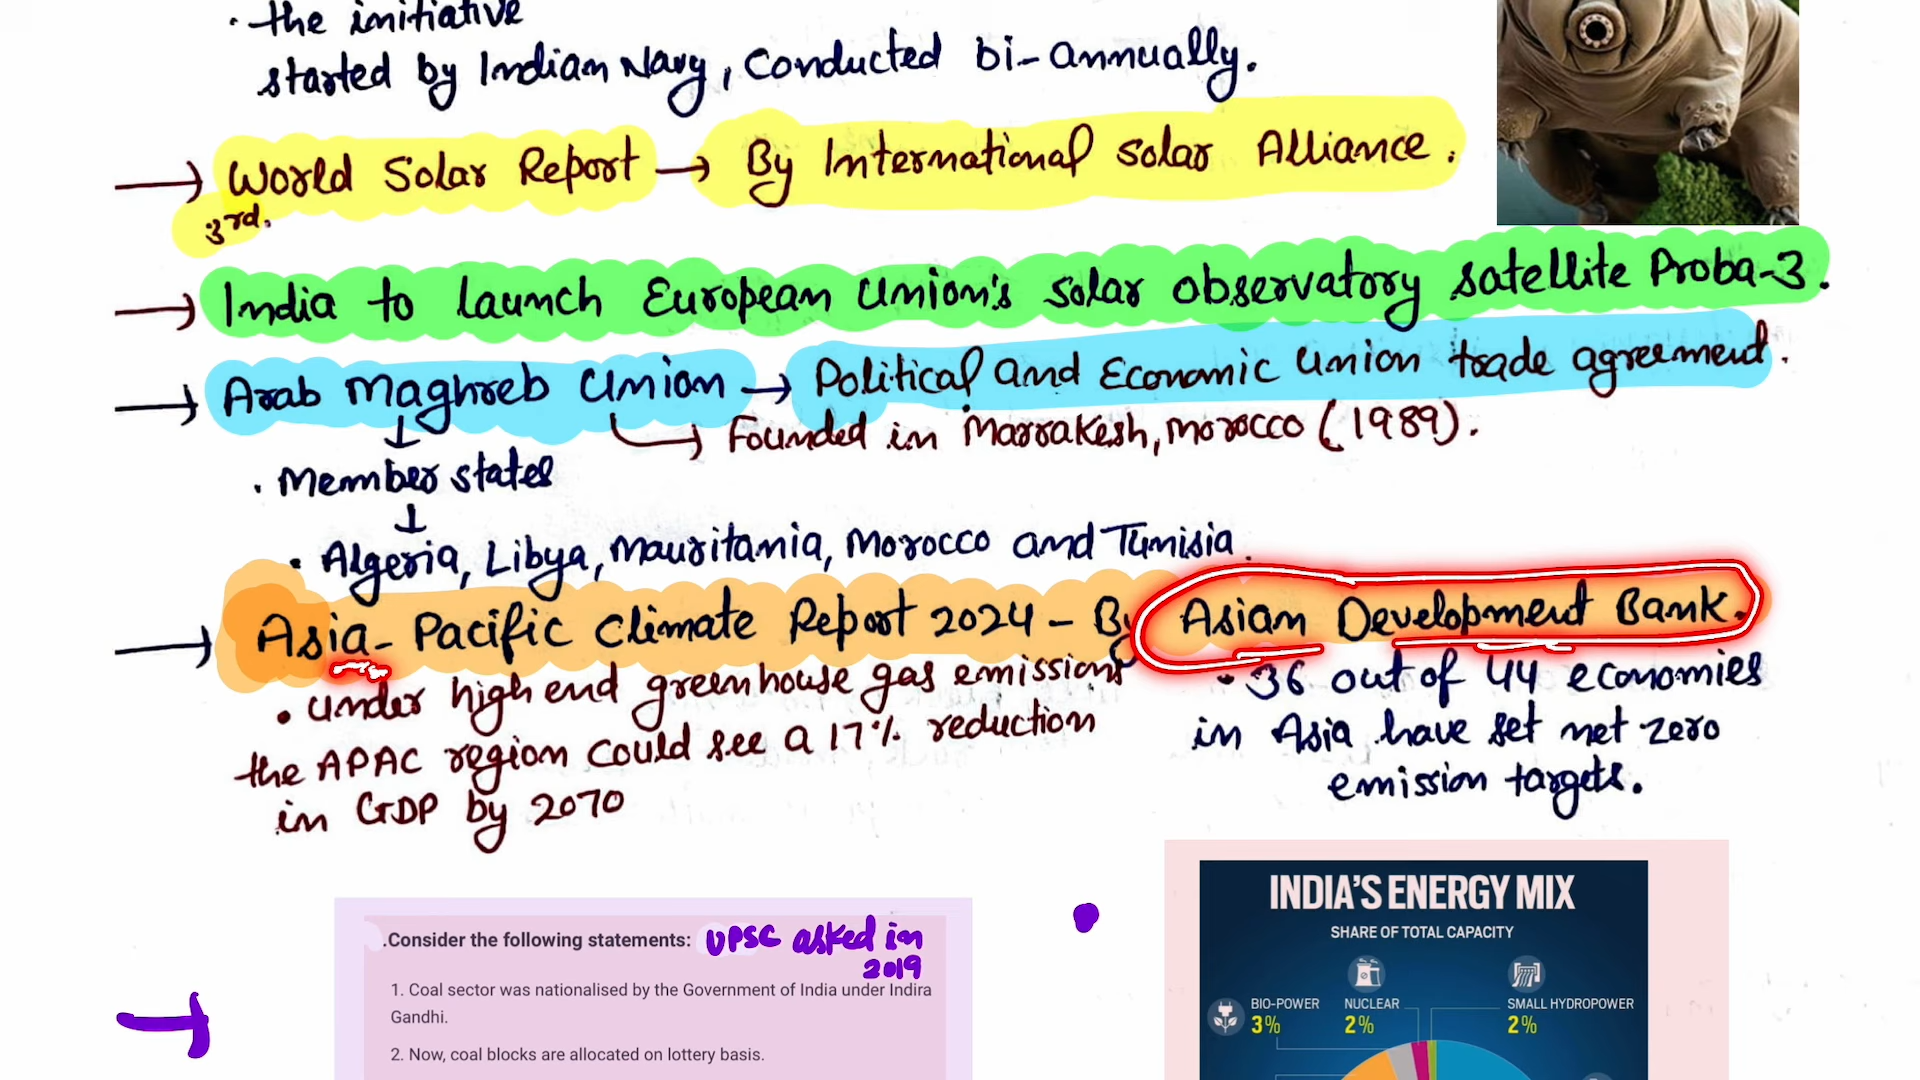 · the initiative
started by Indian Navy, Conducted bi-annually.
→ World Solar Report → By International Solar Alliance.
3rd.
→ India to launch European Union's solar observatory satellite Proba-3.
→ Arab Maghreb Union → Political and Economic Union trade agreement.
↳ Founded in Marrakesh, Morocco (1989).
· Member states
· Algeria, Libya, Mauritania, Morocco and Tunisia.
→ Asia-Pacific Climate Report 2024 - By Asian Development Bank.
• under high end greenhouse gas emissions
the APAC region could see a 17% reduction
in GDP by 2070
• 36 out of 44 economies
in Asia have set net zero
emission targets.
.Consider the following statements: UPSC asked in
2019
1. Coal sector was nationalised by the Government of India under Indira
Gandhi.
2. Now, coal blocks are allocated on lottery basis.
INDIA'S ENERGY MIX
SHARE OF TOTAL CAPACITY
BIO-POWER
3%
NUCLEAR
2%
SMALL HYDROPOWER
2%